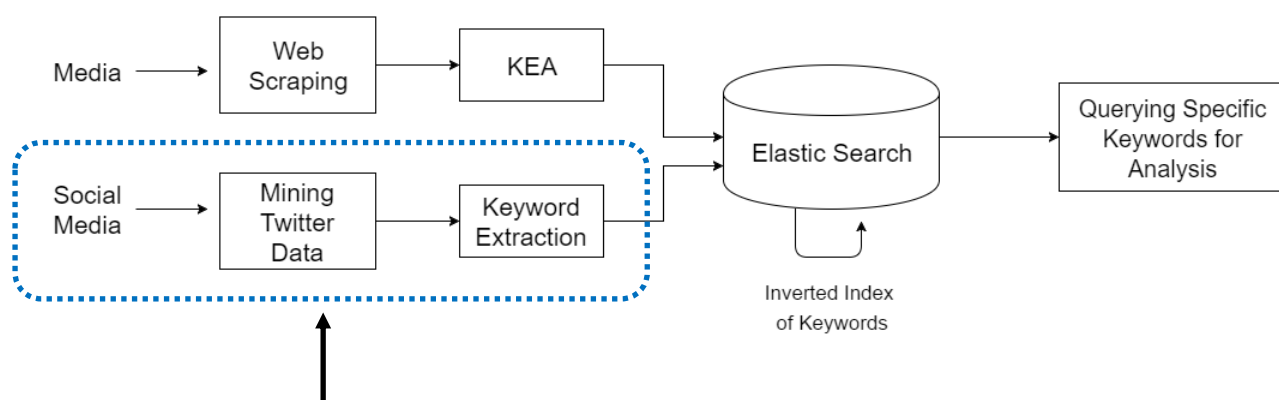 Media
Web
Scraping
KEA
Social
Media
Mining
Twitter
Data
Keyword
Extraction
Elastic Search
Inverted Index
of Keywords
Querying Specific
Keywords for
Analysis